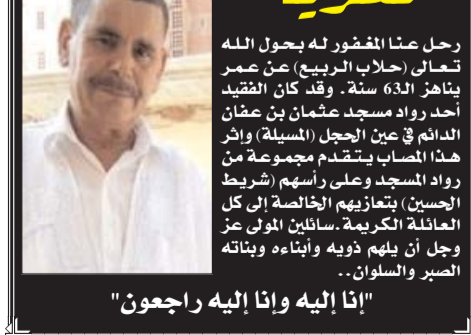 تعزية
رحل عنا المغفور له بحول الله
تعالى (حلاب الربيع) عن عمر
يناهز الـ63 سنة. وقد كان الفقيد
أحد رواد مسجد عثمان بن عفان
الدائم في عين الحجل (المسيلة) وإثر
هذا المصاب يتقدم مجموعة من
رواد المسجد وعلى رأسهم (شريط
الحسين) بتعازيهم الخالصة إلى كل
العائلة الكريمة. سائلين المولى عز
وجل أن يلهم ذويه وأبناءه وبناته
الصبر والسلوان..
"إنا إليه وإنا إليه راجعون"